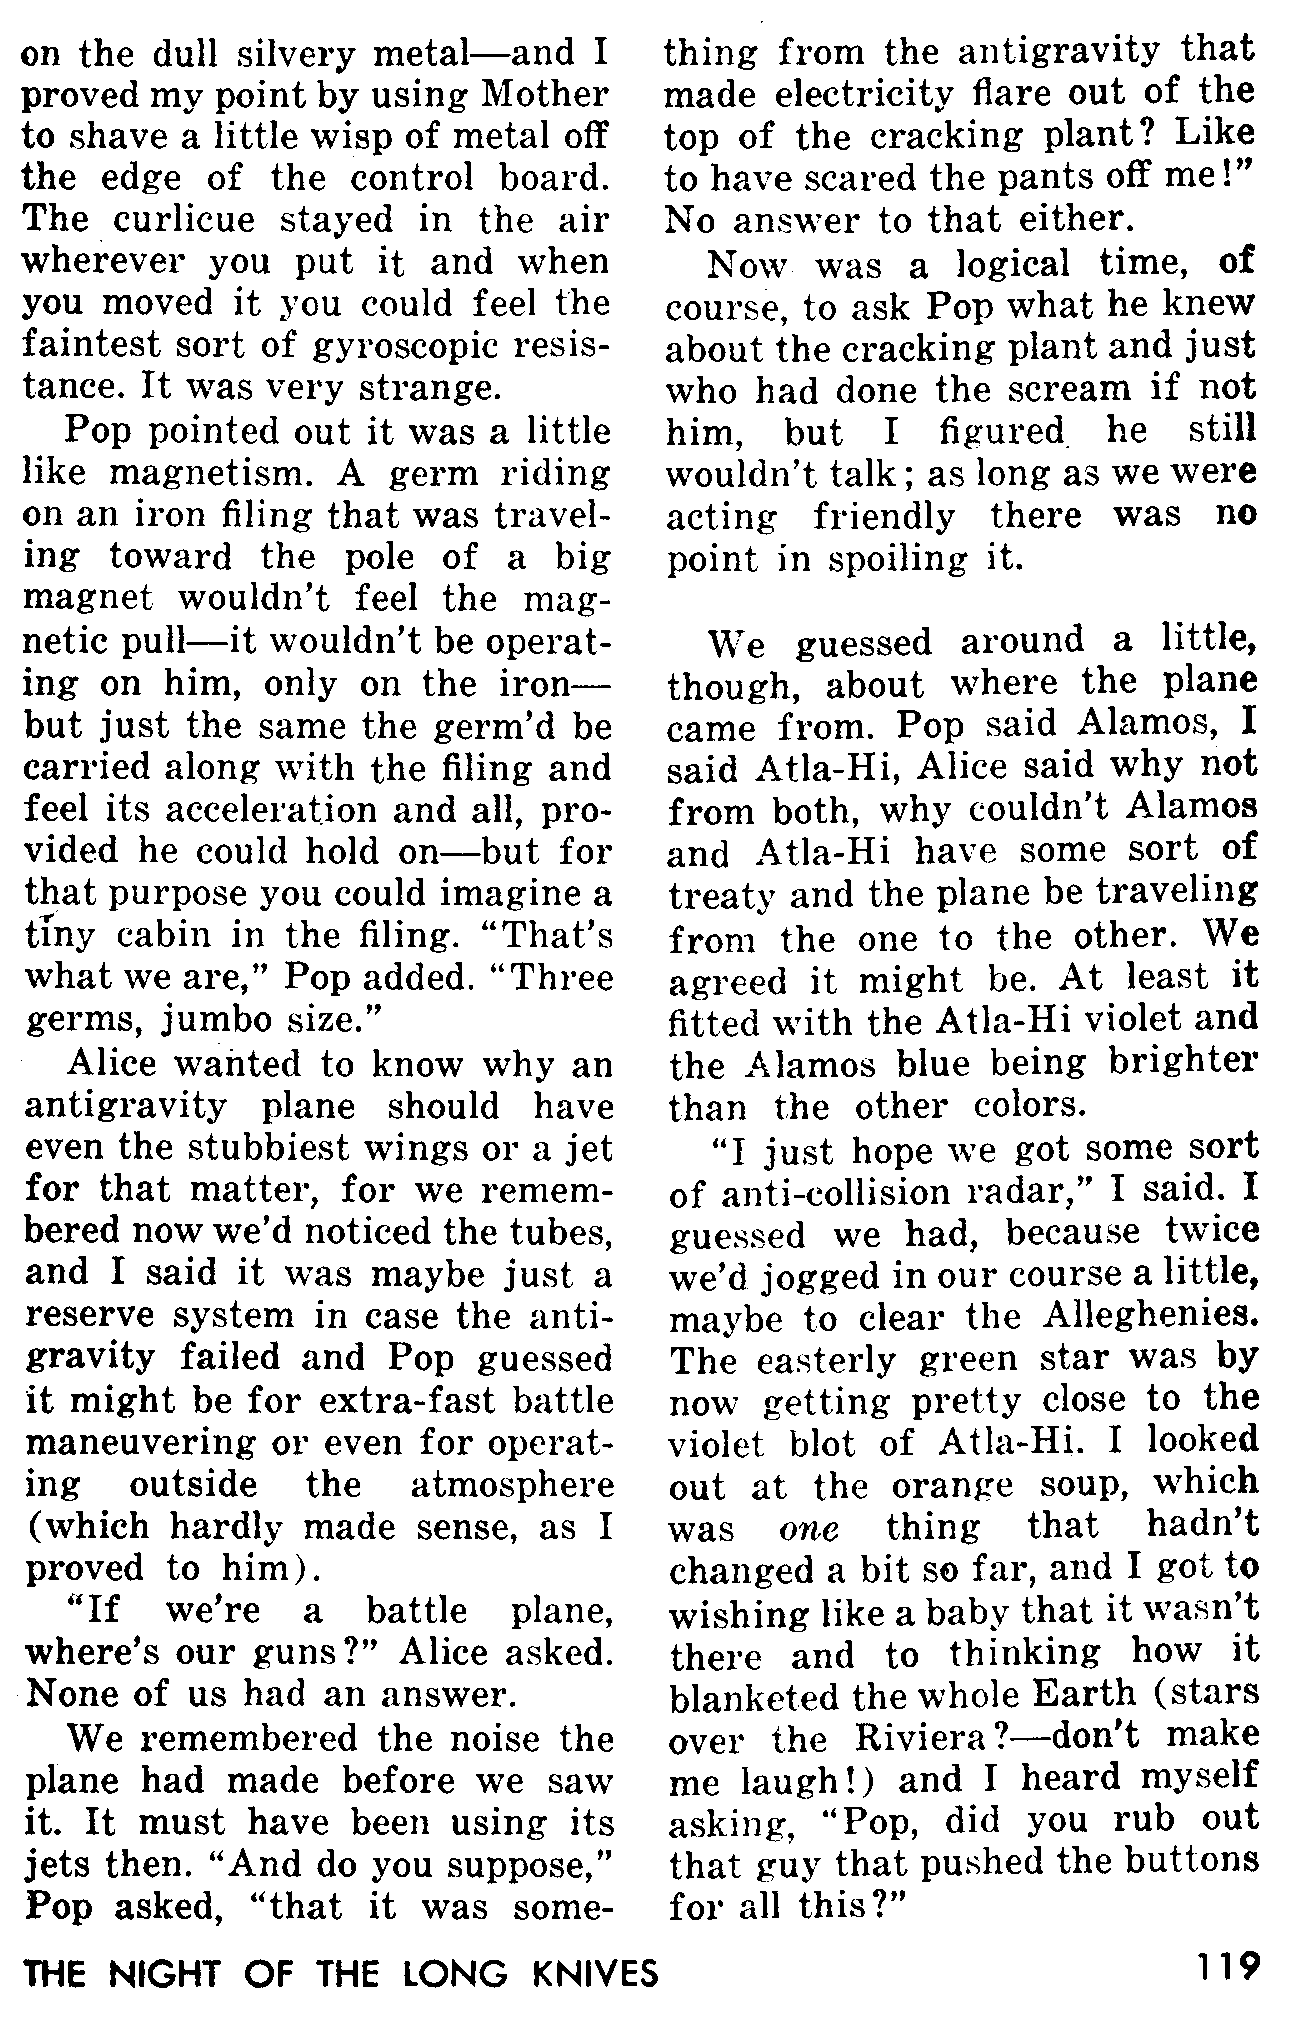 on the dull silvery metal—and I
proved my point by using Mother
to shave a little wisp of metal off
the edge of the control board.
The curlicue stayed in the air
wherever you put it and when
you moved it you could feel the
faintest sort of gyroscopic resis-
tance. It was very strange.
Pop pointed out it was a little
like magnetism. A germ riding
on an iron filing that was travel-
ing toward the pole of a big
magnet wouldn't feel the mag-
netic pull—it wouldn't be operat-
ing on him, only on the iron—
but just the same the germ'd be
carried along with the filing and
feel its acceleration and all, pro-
vided he could hold on—but for
that purpose you could imagine a
tiny cabin in the filing. "That's
what we are," Pop added. "Three
germs, jumbo size."
Alice wanted to know why an
antigravity plane should have
even the stubbiest wings or a jet
for that matter, for we remem-
bered now we'd noticed the tubes,
and I said it was maybe just a
reserve system in case the anti-
gravity failed and Pop guessed
it might be for extra-fast battle
maneuvering or even for operat-
ing outside the atmosphere
(which hardly made sense, as I
proved to him).
"If we're a battle plane,
where's our guns?" Alice asked.
None of us had an answer.
We remembered the noise the
plane had made before we saw
it. It must have been using its
jets then. "And do you suppose,"
Pop asked, "that it was some-
thing from the antigravity that
made electricity flare out of the
top of the cracking plant? Like
to have scared the pants off me!"
No answer to that either.
Now was a logical time, of
course, to ask Pop what he knew
about the cracking plant and just
who had done the scream if not
him, but I figured he still
wouldn't talk; as long as we were
acting friendly there was no
point in spoiling it.
We guessed around a little,
though, about where the plane
came from. Pop said Alamos, I
said Atla-Hi, Alice said why not
from both, why couldn't Alamos
and Atla-Hi have some sort of
treaty and the plane be traveling
from the one to the other. We
agreed it might be. At least it
fitted with the Atla-Hi violet and
the Alamos blue being brighter
than the other colors.
"I just hope we got some sort
of anti-collision radar," I said. I
guessed we had, because twice
we'd jogged in our course a little,
maybe to clear the Alleghenies.
The easterly green star was by
now getting pretty close to the
violet blot of Atla-Hi. I looked
out at the orange soup, which
was one thing that hadn't
changed a bit so far, and I got to
wishing like a baby that it wasn't
there and to thinking how it
blanketed the whole Earth (stars
over the Riviera?—don't make
me laugh!) and I heard myself
asking, "Pop, did you rub out
that guy that pushed the buttons
for all this?"
THE NIGHT OF THE LONG KNIVES
119